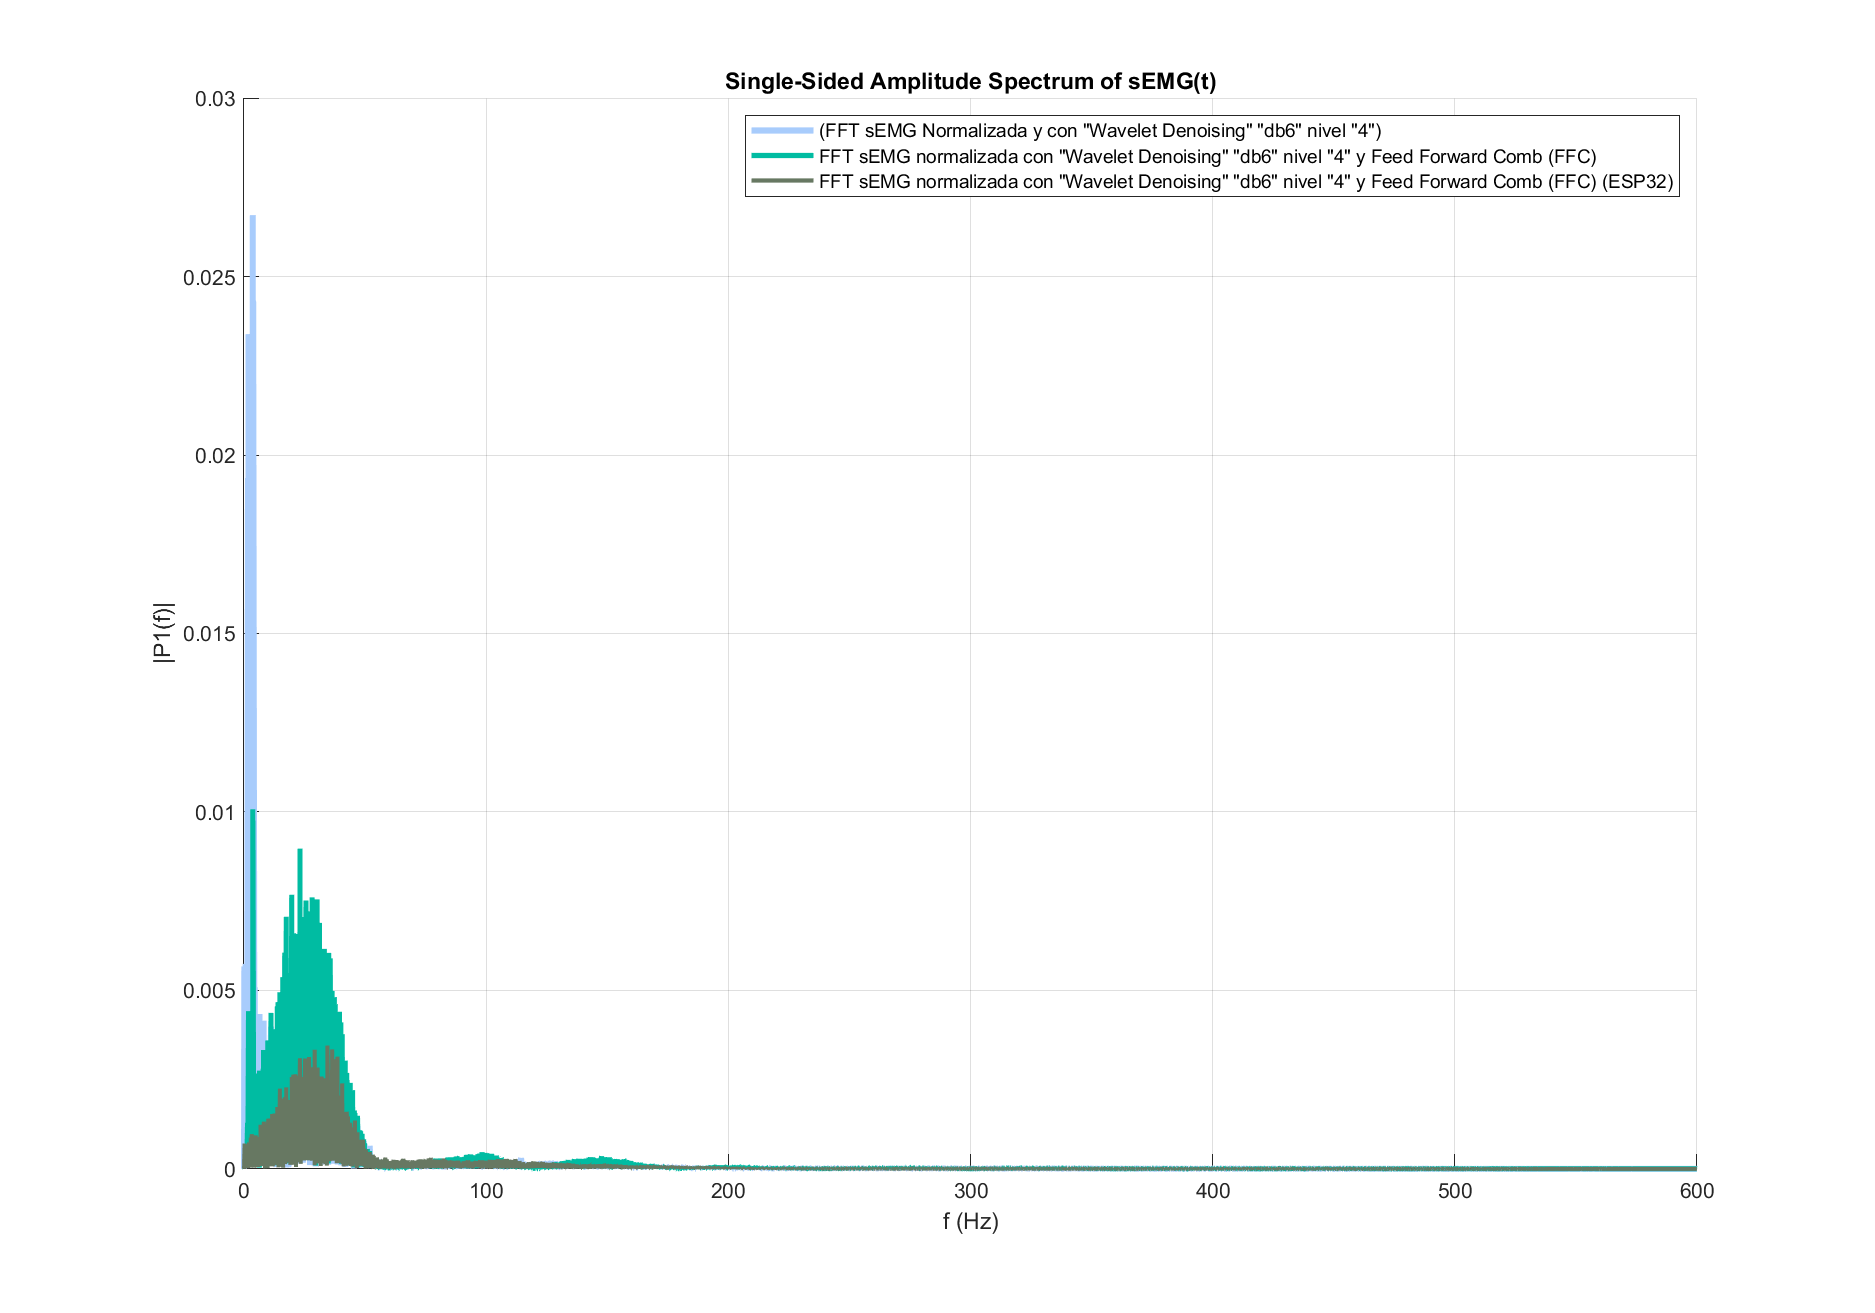 Single-Sided Amplitude Spectrum of sEMG(t)
0.03
(FFT sEMG Normalizada y con "Wavelet Denoising" "db6" nivel "4")
FFT sEMG normalizada con "Wavelet Denoising" "db6" nivel "4" y Feed Forward Comb (FFC)
FFT sEMG normalizada con "Wavelet Denoising" "db6" nivel "4" y Feed Forward Comb (FFC) (ESP32)
0.025
0.02
0.015
|P1(f)|
0.01
0.005
0
0 100 200 300 400 500 600
f (Hz)